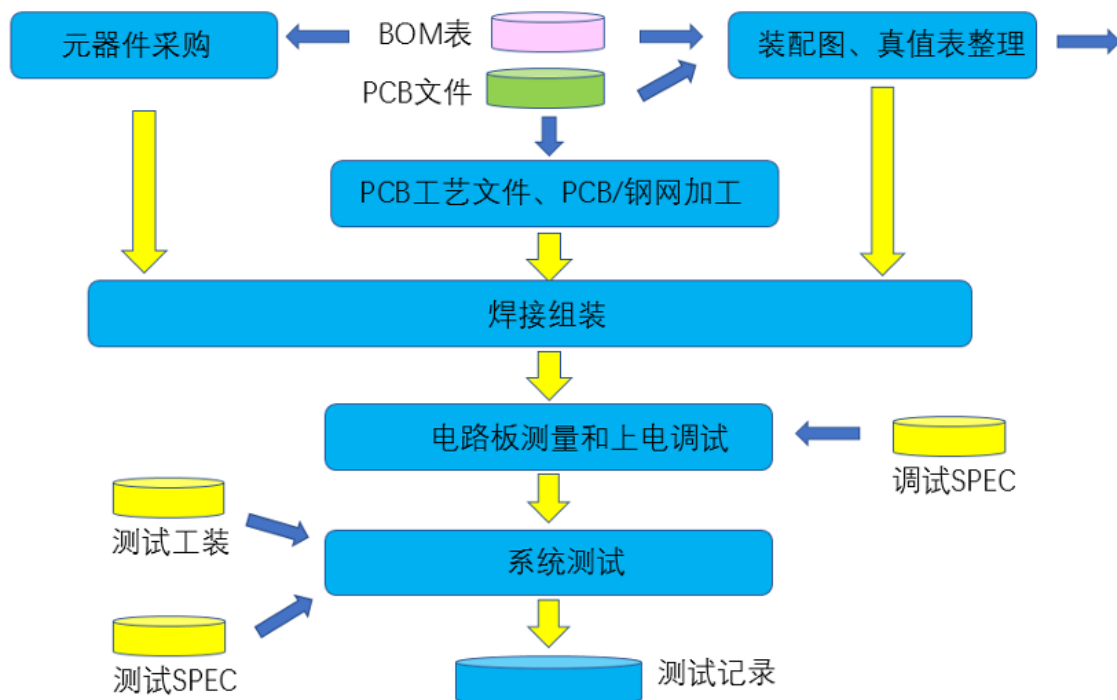 元器件采购
BOM表
装配图、真值表整理
PCB文件
PCB工艺文件、PCB/钢网加工
焊接组装
电路板测量和上电调试
调试SPEC
测试工装
系统测试
测试SPEC
测试记录